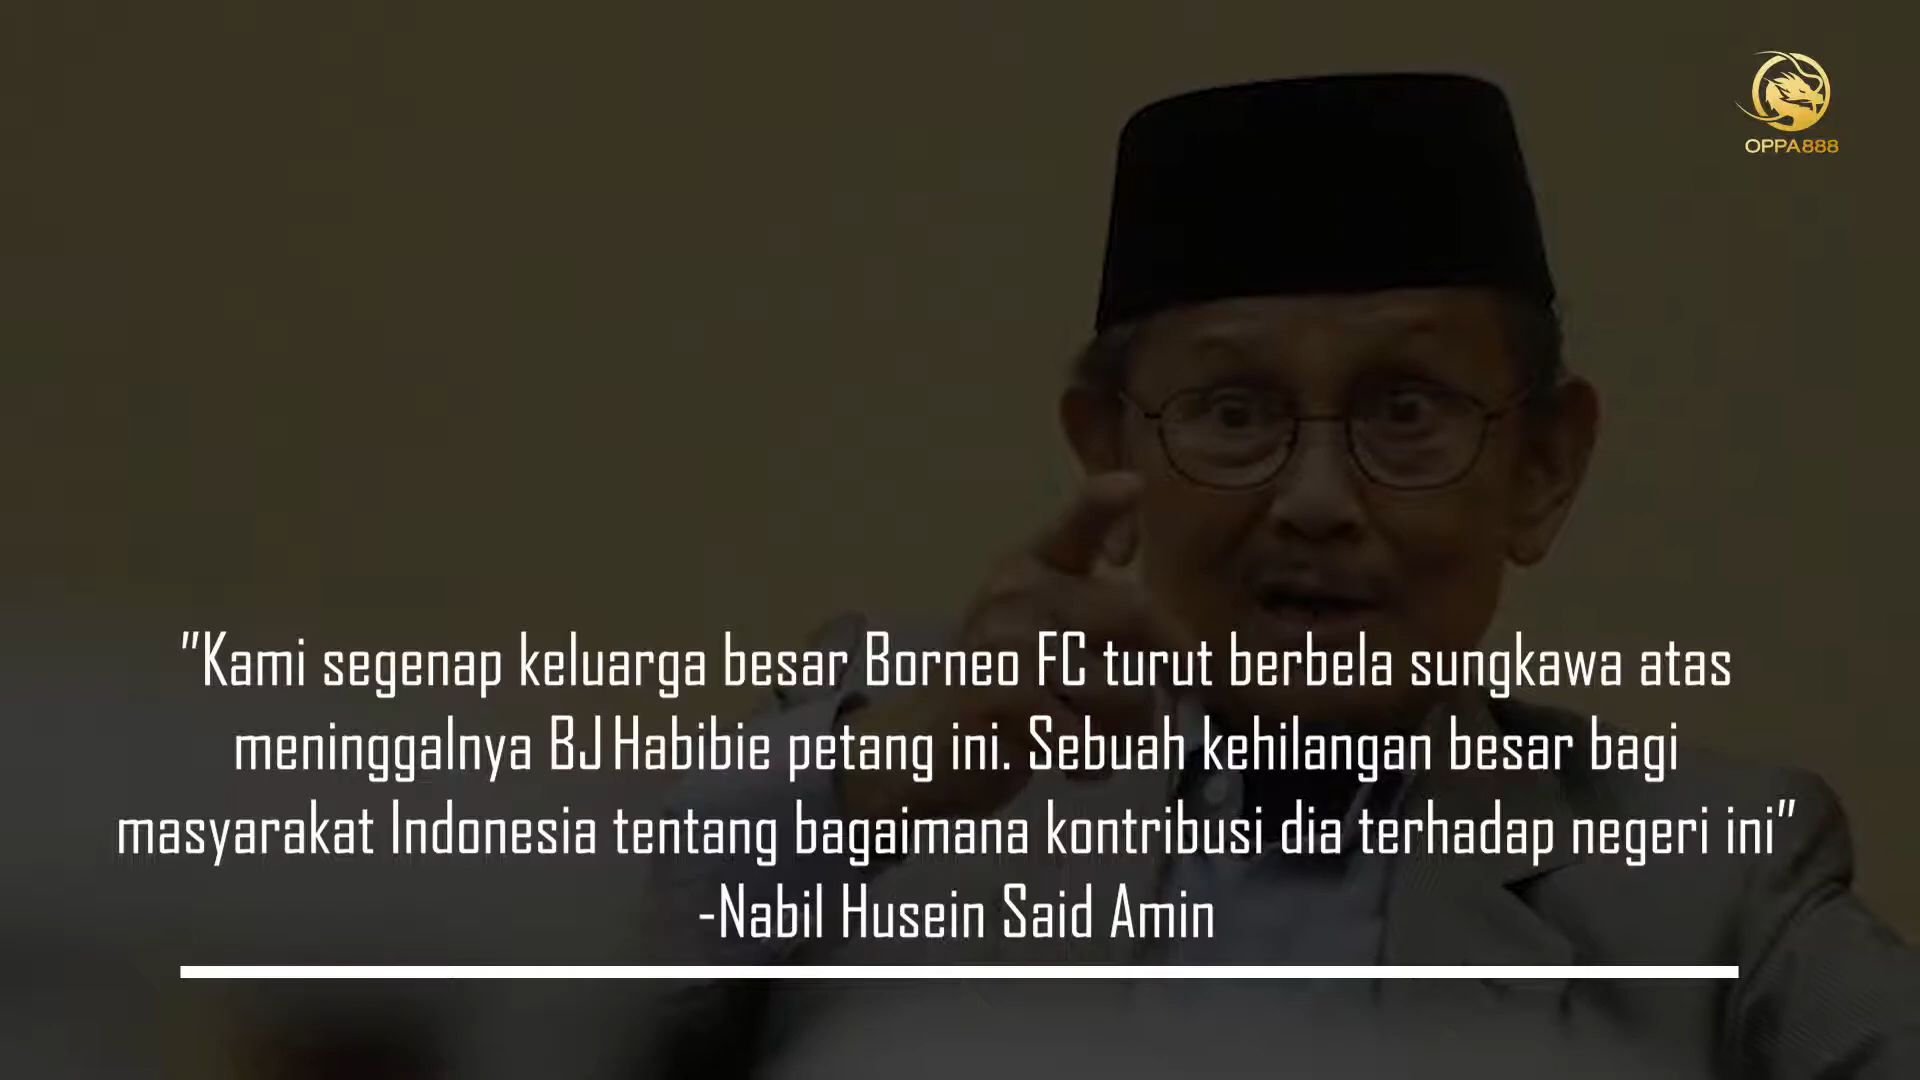 OPPA888
"Kami segenap keluarga besar Borneo FC turut berbela sungkawa atas
meninggalnya BJ Habibie petang ini. Sebuah kehilangan besar bagi
masyarakat Indonesia tentang bagaimana kontribusi dia terhadap negeri ini"
-Nabil Husein Said Amin